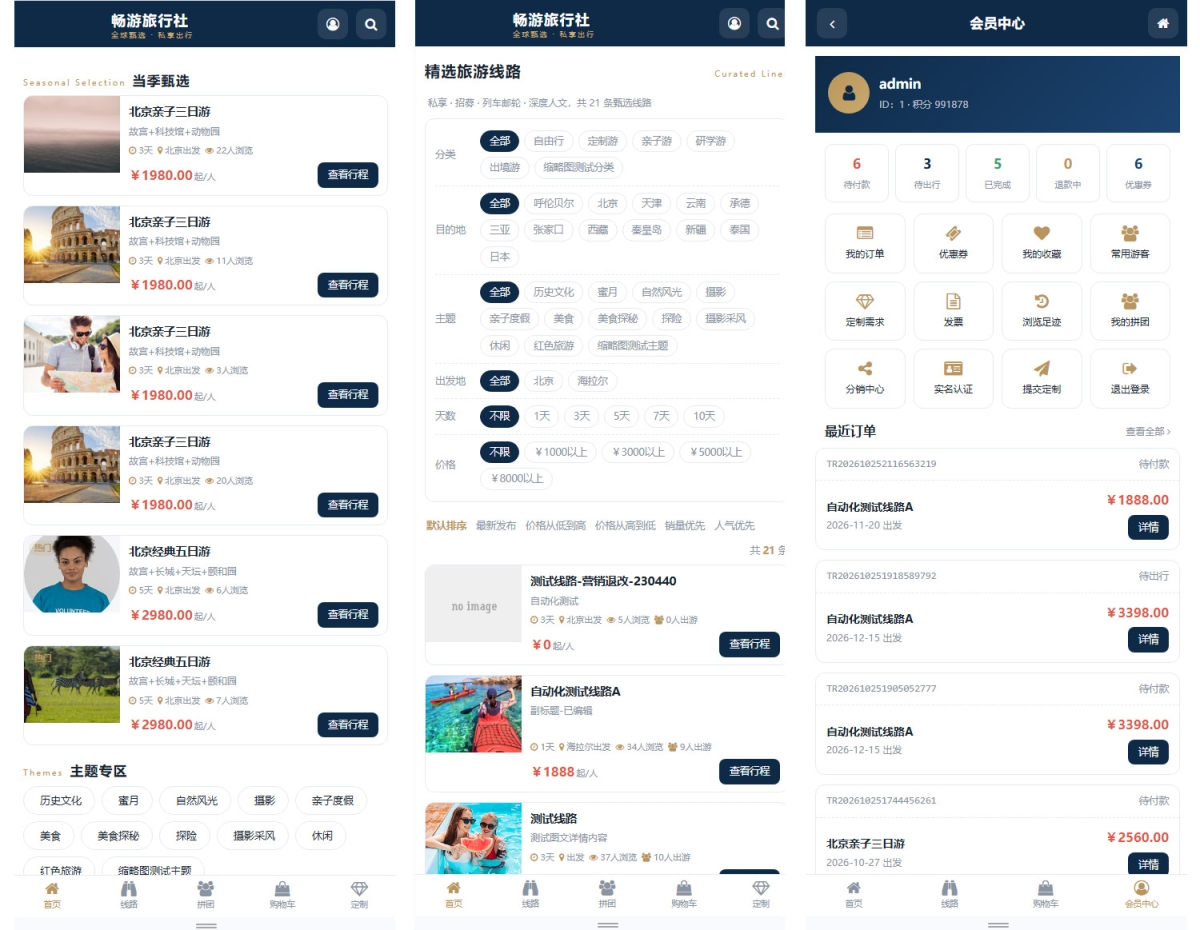 畅游旅行社
全球甄选 · 私享出行
Seasonal Selection 当季甄选
北京亲子三日游
故宫+科技馆+动物园
3天 北京出发 22人浏览
¥1980.00起/人
查看行程
北京亲子三日游
故宫+科技馆+动物园
3天 北京出发 11人浏览
¥1980.00起/人
查看行程
北京亲子三日游
故宫+科技馆+动物园
3天 北京出发 3人浏览
¥1980.00起/人
查看行程
北京亲子三日游
故宫+科技馆+动物园
3天 北京出发 20人浏览
¥1980.00起/人
查看行程
热门
VOLUNTEER
北京经典五日游
故宫+长城+天坛+颐和园
5天 北京出发 6人浏览
¥2980.00起/人
查看行程
热门
北京经典五日游
故宫+长城+天坛+颐和园
5天 北京出发 7人浏览
¥2980.00起/人
查看行程
Themes 主题专区
历史文化 蜜月 自然风光 摄影 亲子度假
美食 美食探秘 探险 摄影采风 休闲
红色旅游 缩略图测试主题
首页 线路 拼团 购物车 定制
畅游旅行社
全球甄选 · 私享出行
精选旅游线路 Curated Line
私享 · 招募 · 列车邮轮 · 深度人文，共 21 条甄选线路
分类 全部 自由行 定制游 亲子游 研学游
出境游 缩略图测试分类
目的地 全部 呼伦贝尔 北京 天津 云南 承德
三亚 张家口 西藏 秦皇岛 新疆 泰国
日本
主题 全部 历史文化 蜜月 自然风光 摄影
亲子度假 美食 美食探秘 探险 摄影采风
休闲 红色旅游 缩略图测试主题
出发地 全部 北京 海拉尔
天数 不限 1天 3天 5天 7天 10天
价格 不限 ¥1000以上 ¥3000以上 ¥5000以上
¥8000以上
默认排序 最新发布 价格从低到高 价格从高到低 销量优先 人气优先
共 21 条
no image
测试线路-营销退改-230440
自动化测试
3天 北京出发 5人浏览 0人出游
¥0起/人
查看行程
自动化测试线路A
副标题-已编辑
1天 海拉尔出发 34人浏览 9人出游
¥1888起/人
查看行程
测试线路
测试图文详情内容
3天 出发 37人浏览 10人出游
首页 线路 拼团 购物车 定制
会员中心
admin
ID：1 · 积分 991878
6 3 5 0 6
待付款 待出行 已完成 退款中 优惠券
我的订单 优惠券 我的收藏 常用游客
定制需求 发票 浏览足迹 我的拼团
分销中心 实名认证 提交定制 退出登录
最近订单 查看全部
TR202610252116563219 待付款
¥1888.00
自动化测试线路A
2026-11-20 出发
详情
TR202610251918589792 待出行
¥3398.00
自动化测试线路A
2026-12-15 出发
详情
TR202610251905052777 待付款
¥3398.00
自动化测试线路A
2026-12-15 出发
详情
TR202610251744456261 待付款
¥2560.00
北京亲子三日游
2026-10-27 出发
详情
首页 线路 购物车 会员中心